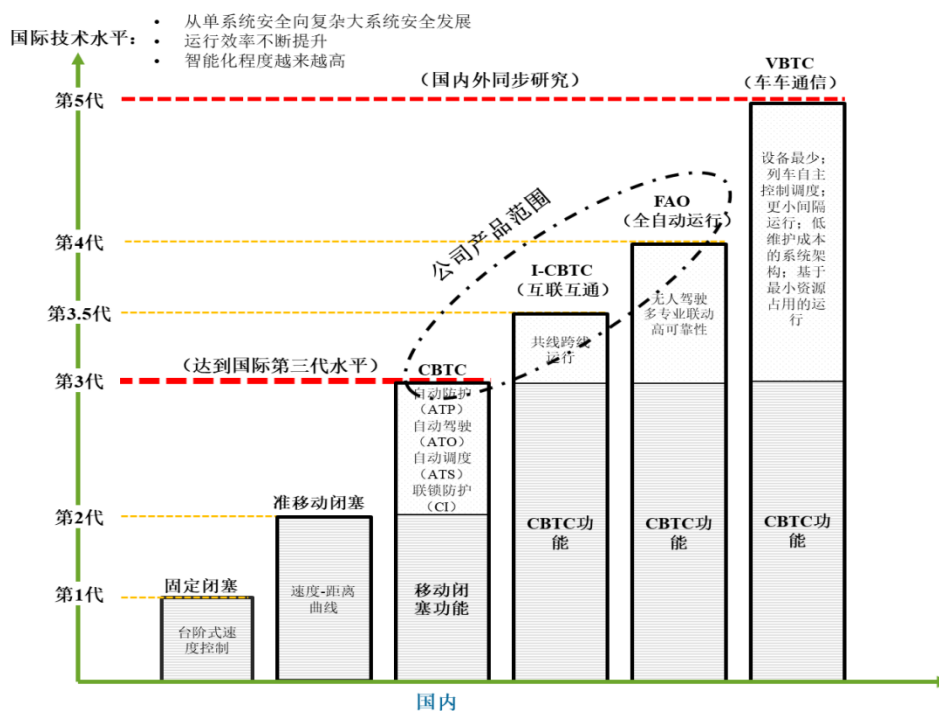 国际技术水平：
• 从单系统安全向复杂大系统安全发展
• 运行效率不断提升
• 智能化程度越来越高
第5代
第4代
第3.5代
第3代
第2代
第1代
（国内外同步研究）
（达到国际第三代水平）
公司产品范围
固定闭塞
台阶式速
度控制
准移动闭塞
速度-距离
曲线
CBTC
自动防护
（ATP）
自动驾驶
（ATO）
自动调度
（ATS）
联锁防护
（CI）
移动闭
塞功能
I-CBTC
（互联互通）
共线跨线
运行
CBTC功
能
FAO
（全自动运行）
无人驾驶
多专业联动
高可靠性
CBTC功
能
VBTC
（车车通信）
设备最少；
列车自主
控制调度；
更小间隔
运行；低
维护成本
的系统架
构；基于
最小资源
占用的运
行
CBTC功
能
国内